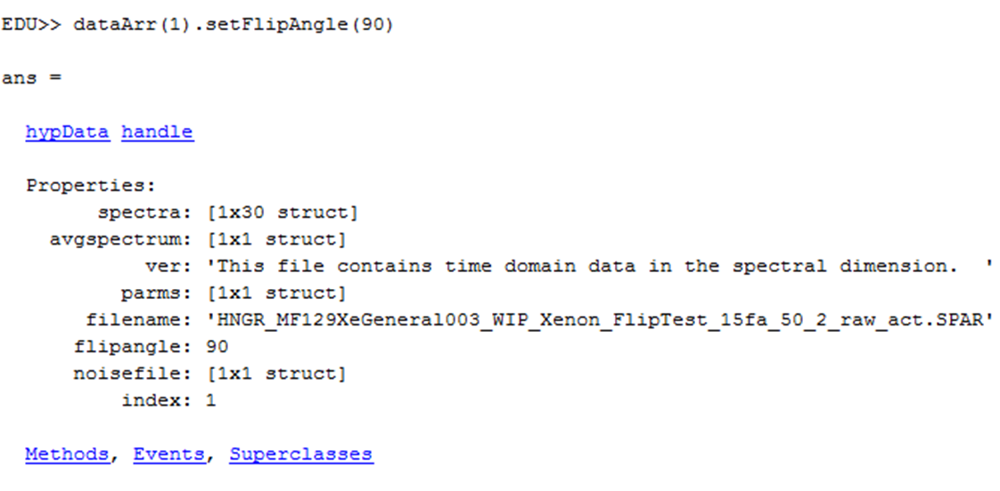 EDU>> dataArr(1).setFlipAngle(90)
ans =
hypData handle
Properties:
spectra: [1x30 struct]
avgspectrum: [1x1 struct]
ver: 'This file contains time domain data in the spectral dimension.  '
parms: [1x1 struct]
filename: 'HNGR_MF129XeGeneral003_WIP_Xenon_FlipTest_15fa_50_2_raw_act.SPAR'
flipangle: 90
noisefile: [1x1 struct]
index: 1
Methods, Events, Superclasses